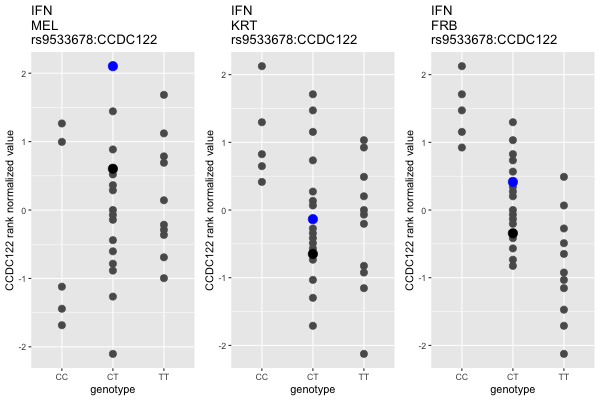 IFN
MEL
rs9533678:CCDC122
CCDC122 rank normalized value
2
1
0
-1
-2
CC
CT
TT
genotype
IFN
KRT
rs9533678:CCDC122
CCDC122 rank normalized value
2
1
0
-1
-2
CC
CT
TT
genotype
IFN
FRB
rs9533678:CCDC122
CCDC122 rank normalized value
2
1
0
-1
-2
CC
CT
TT
genotype